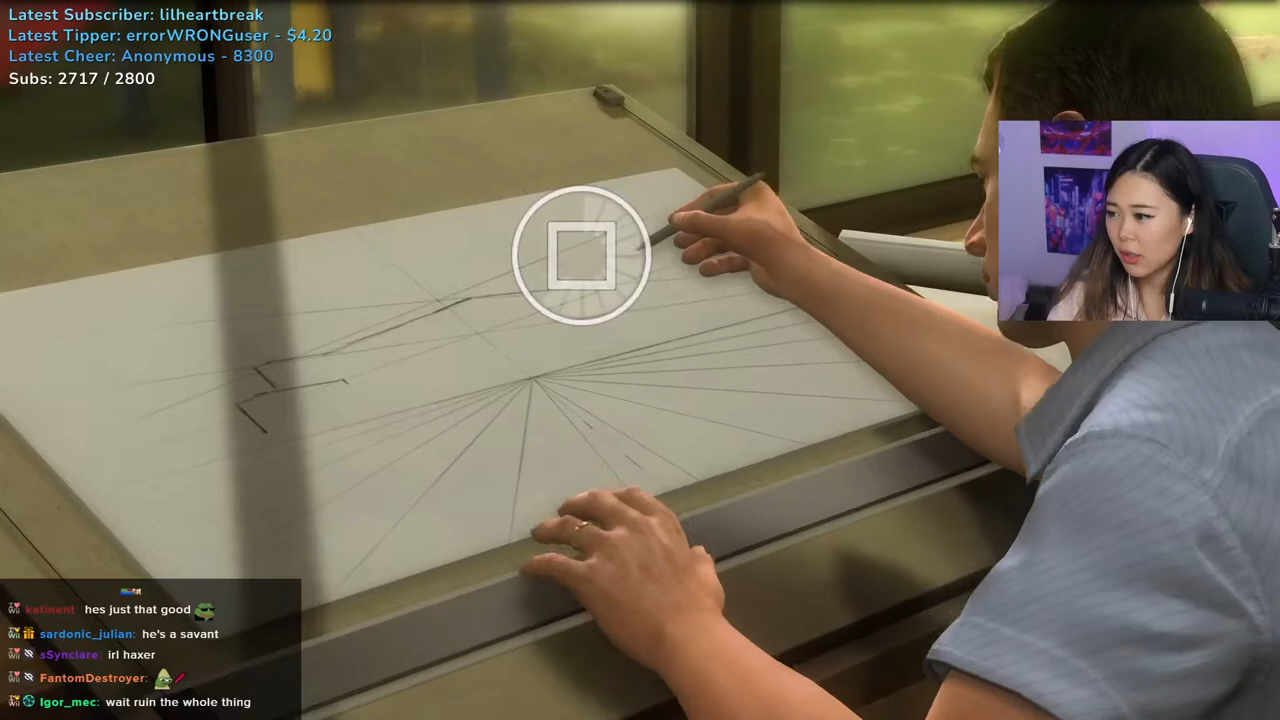 Latest Subscriber: lilheartbreak
Latest Tipper: errorWRONGuser - $4.20
Latest Cheer: Anonymous - 8300
Subs: 2717 / 2800
katinent hes just that good
sardonic_julian: he's a savant
sSynclare: irl haxer
FantomDestroyer:
Igor_mec: wait ruin the whole thing